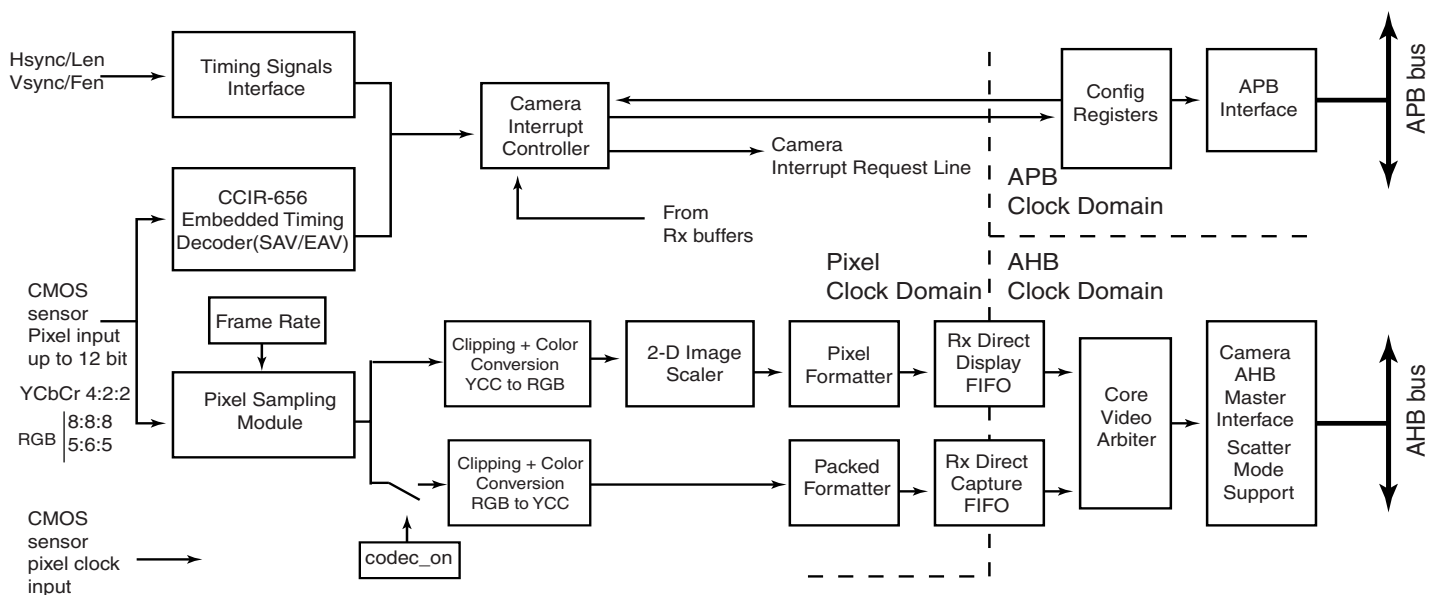 Hsync/Len
Vsync/Fen
Timing Signals
Interface
CCIR-656
Embedded Timing
Decoder(SAV/EAV)
Camera
Interrupt
Controller
Camera
Interrupt Request Line
From
Rx buffers
Config
Registers
APB
Interface
APB bus
APB
Clock Domain
Pixel
Clock Domain
AHB
Clock Domain
CMOS
sensor
Pixel input
up to 12 bit
YCbCr 4:2:2
RGB
8:8:8
5:6:5
Frame Rate
Pixel Sampling
Module
Clipping + Color
Conversion
YCC to RGB
2-D Image
Scaler
Pixel
Formatter
Rx Direct
Display
FIFO
Clipping + Color
Conversion
RGB to YCC
Packed
Formatter
Rx Direct
Capture
FIFO
Core
Video
Arbiter
Camera
AHB
Master
Interface
Scatter
Mode
Support
AHB bus
codec_on
CMOS
sensor
pixel clock
input